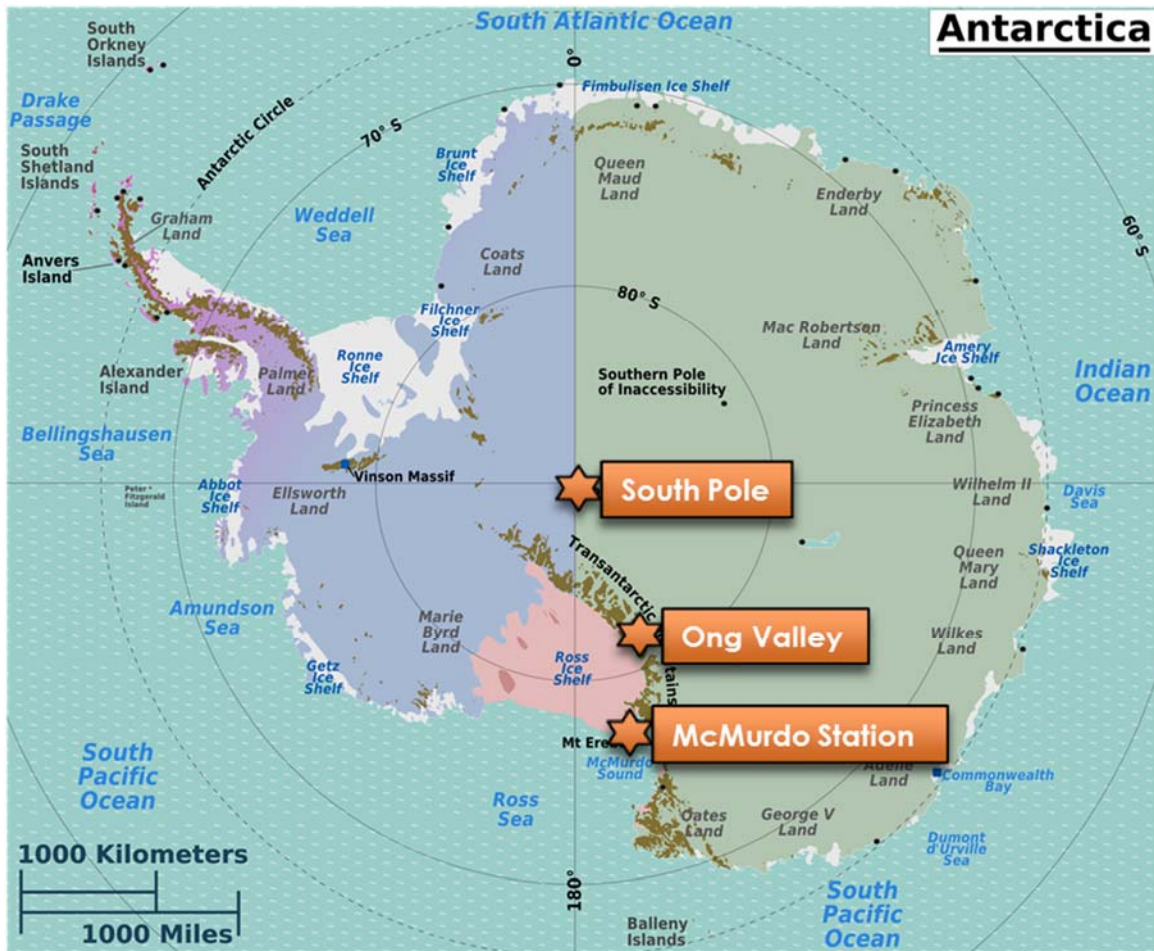 South Atlantic Ocean
Antarctica
South
Orkney
Islands
0°
Fimbulisen Ice Shelf
Drake
Passage
Antarctic Circle
70° S
South
Shetland
Islands
Brunt
Ice
Shelf
Queen
Maud
Land
Enderby
Land
60° S
Graham
Land
Weddell
Sea
Anvers
Island
Coats
Land
80° S
Filchner
Ice
Shelf
Mac Robertson
Land
Amery
Ice Shelf
Ronne
Ice
Shelf
Alexander
Island
Palmer
Land
Southern Pole
of Inaccessibility
Indian
Ocean
Princess
Elizabeth
Land
Bellingshausen
Sea
Vinson Massif
South Pole
Abbot
Ice
Shelf
Ellsworth
Land
Peter
Fitzgerald
Island
Wilhelm II
Land
Davis
Sea
Transantarctic
Queen
Mary
Land
Shackleton
Ice
Shelf
Amundson
Sea
Marie
Byrd
Land
Ong Valley
Wilkes
Land
Getz
Ice
Shelf
Ross
Ice
Shelf
tains
McMurdo Station
Mt Ere
McMurdo
Sound
South
Pacific
Ocean
Adelie
Land
Commonwealth
Bay
Ross
Sea
Oates
Land
George V
Land
Dumont
d'Urville
Sea
1000 Kilometers
1000 Miles
180°
South
Pacific
Ocean
Balleny
Islands